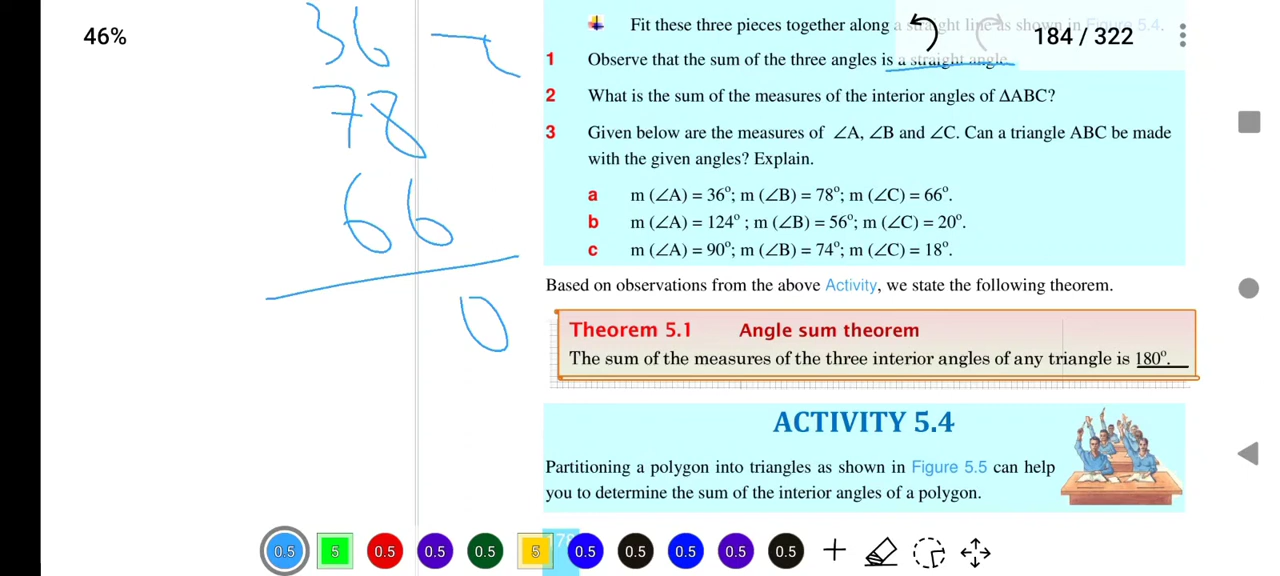 46%
36
78
66
0
184 / 322
Fit these three pieces together along a straight line as shown in Figure 5.4.
1 Observe that the sum of the three angles is a straight angle.
2 What is the sum of the measures of the interior angles of ΔABC?
3 Given below are the measures of ∠A, ∠B and ∠C. Can a triangle ABC be made
with the given angles? Explain.
a m (∠A) = 36°; m (∠B) = 78°; m (∠C) = 66°.
b m (∠A) = 124° ; m (∠B) = 56°; m (∠C) = 20°.
c m (∠A) = 90°; m (∠B) = 74°; m (∠C) = 18°.
Based on observations from the above Activity, we state the following theorem.
Theorem 5.1 Angle sum theorem
The sum of the measures of the three interior angles of any triangle is 180°.
ACTIVITY 5.4
Partitioning a polygon into triangles as shown in Figure 5.5 can help
you to determine the sum of the interior angles of a polygon.
0.5 5 0.5 0.5 0.5 5 0.5 0.5 0.5 0.5 0.5